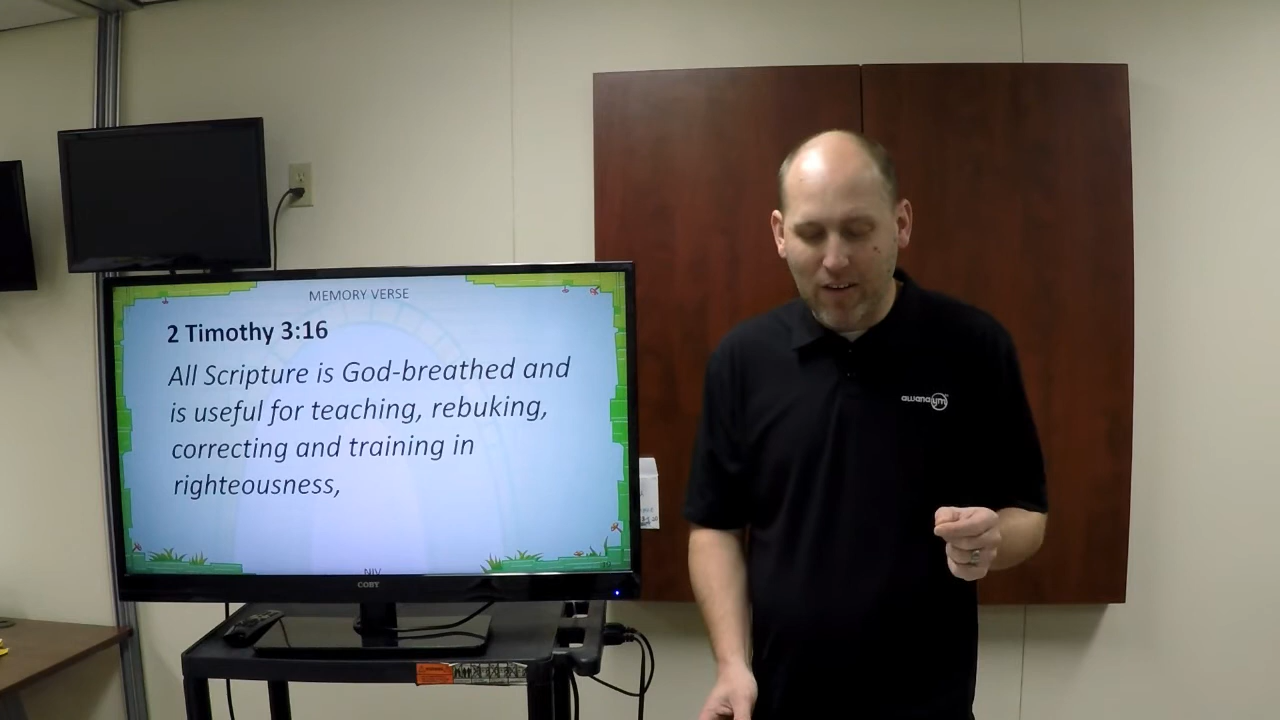 MEMORY VERSE
2 Timothy 3:16
All Scripture is God-breathed and
is useful for teaching, rebuking,
correcting and training in
righteousness,
NIV
COBY
awana ym